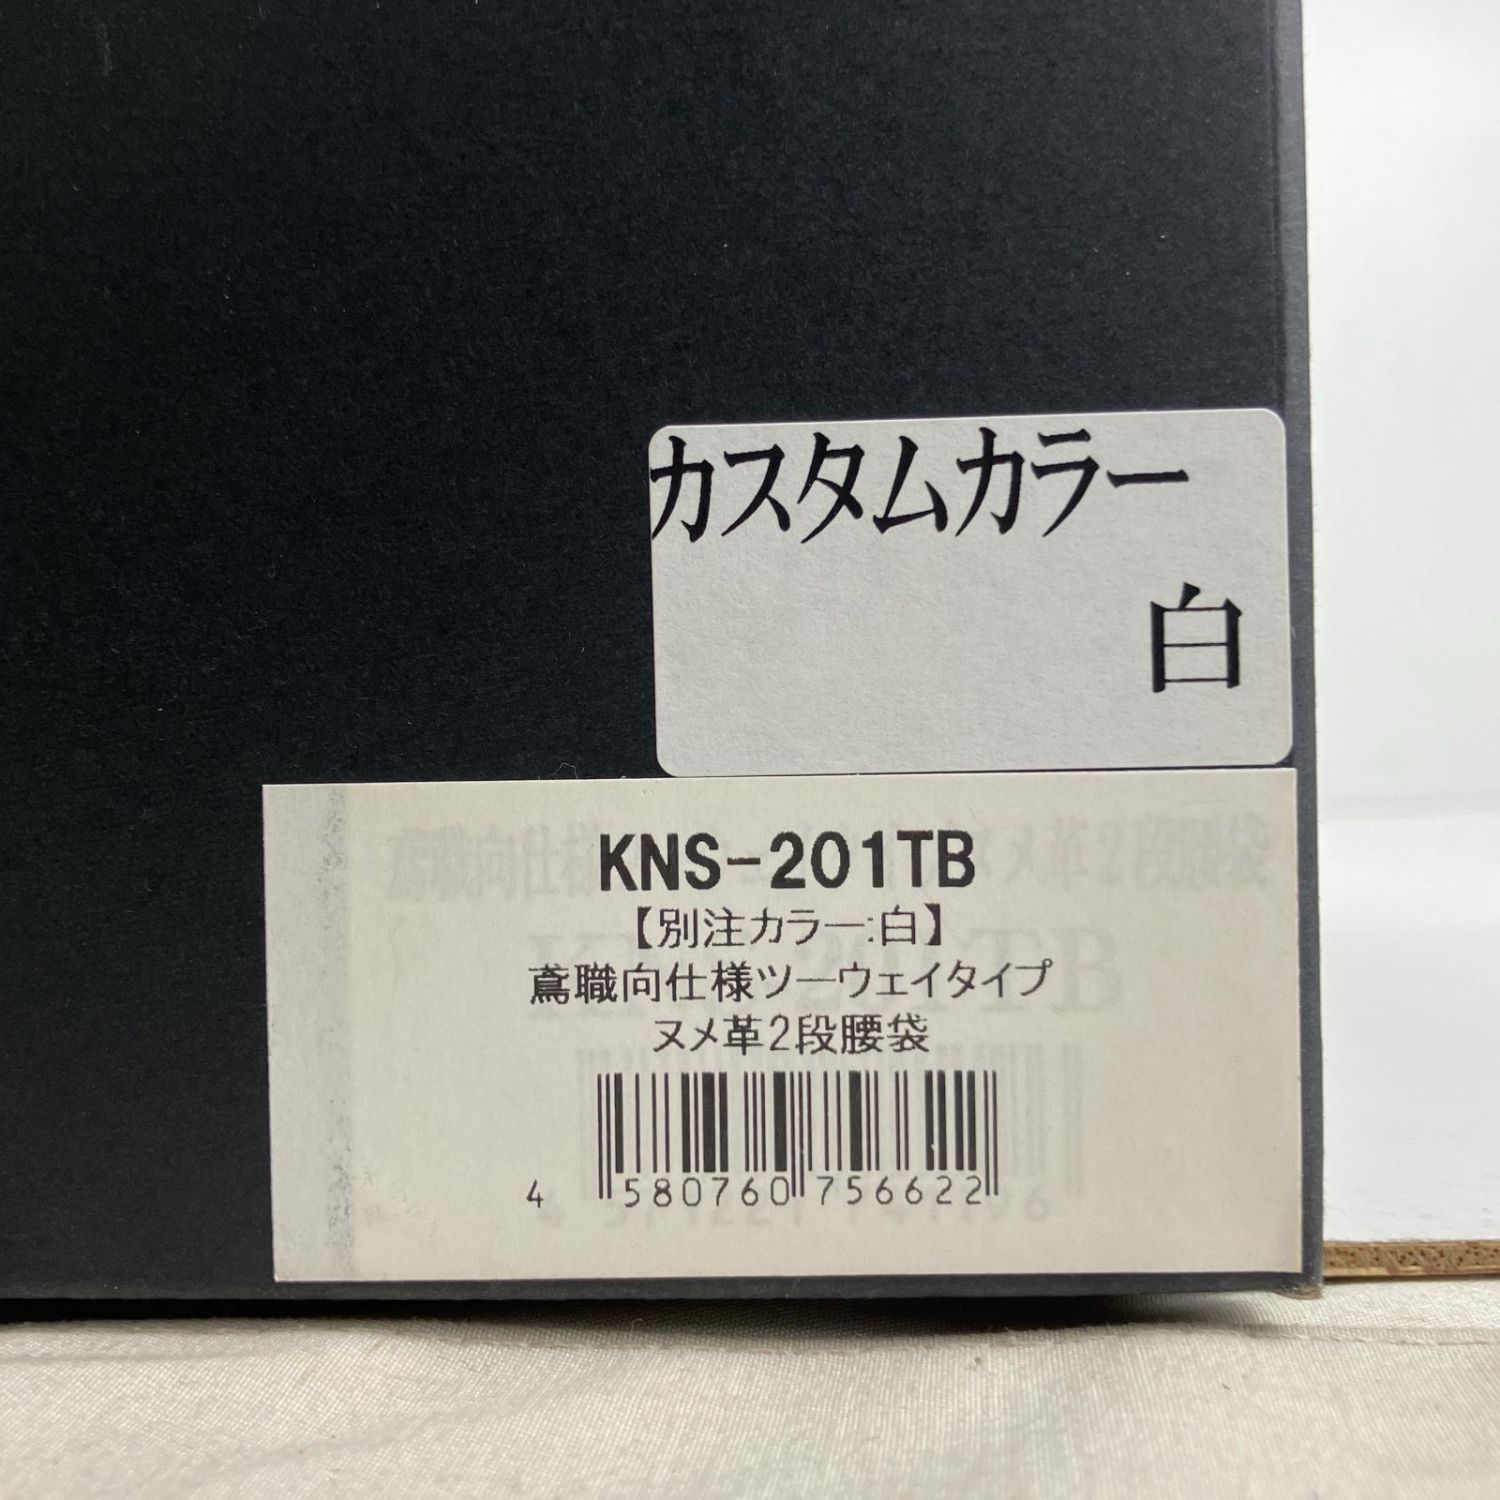 カスタムカラー
白
KNS-201TB
【別注カラー:白】
鳶職向仕様ツーウェイタイプ
ヌメ革2段腰袋
4 580760 756622